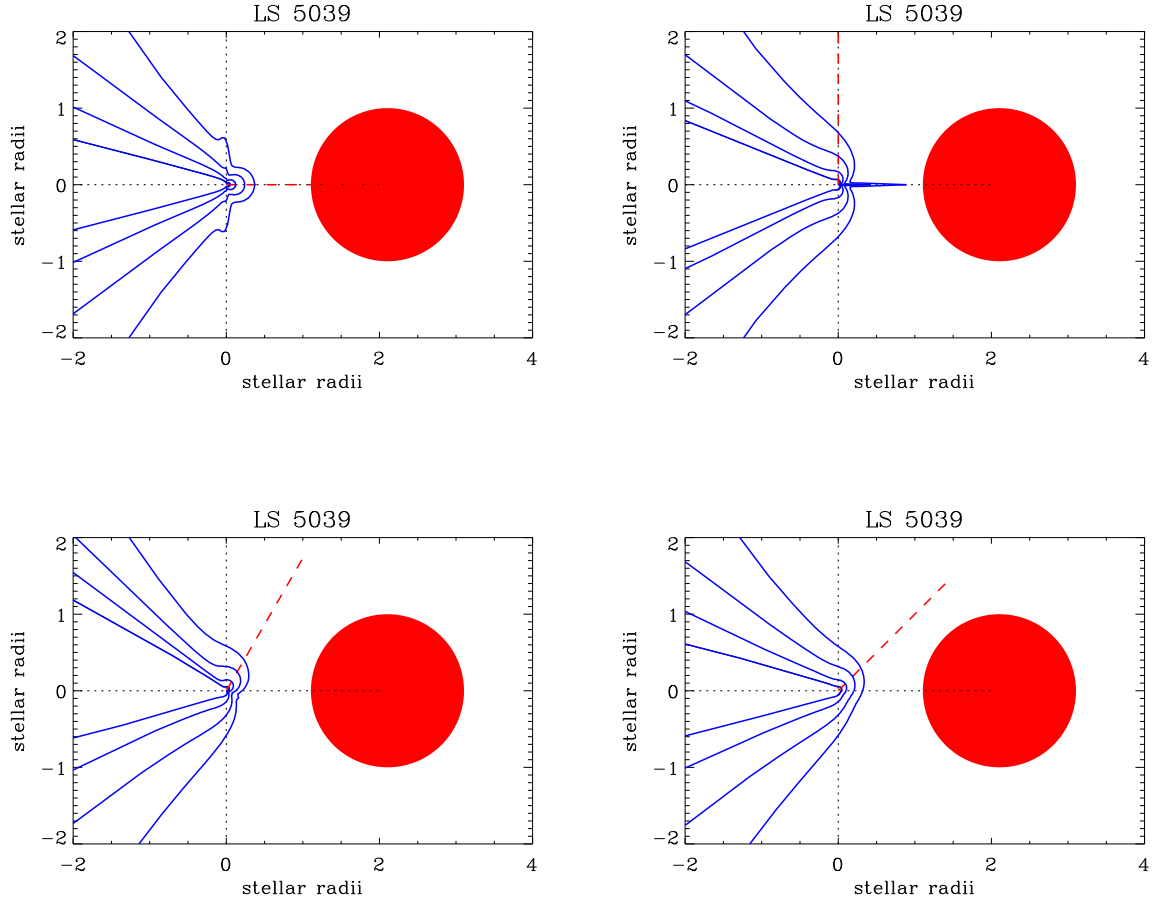 LS 5039 LS 5039
2 2
1 1
0 0
−1 −1
−2 −2
stellar radii stellar radii
−2 0 2 4 −2 0 2 4
stellar radii stellar radii
LS 5039 LS 5039
2 2
1 1
0 0
−1 −1
−2 −2
stellar radii stellar radii
−2 0 2 4 −2 0 2 4
stellar radii stellar radii